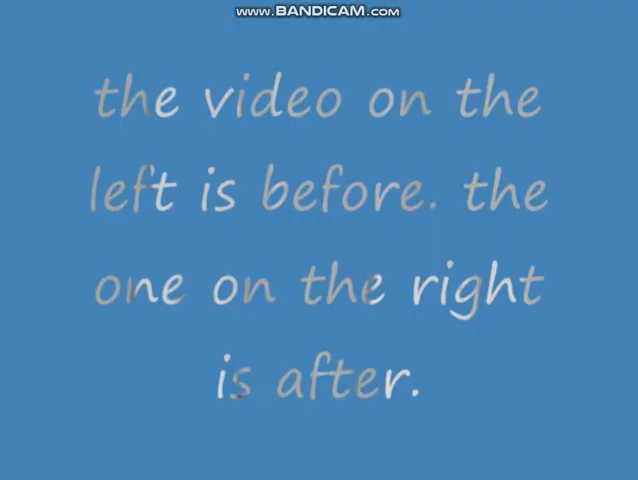 www.BANDICAM.com
the video on the
left is before. the
one on the right
is after.